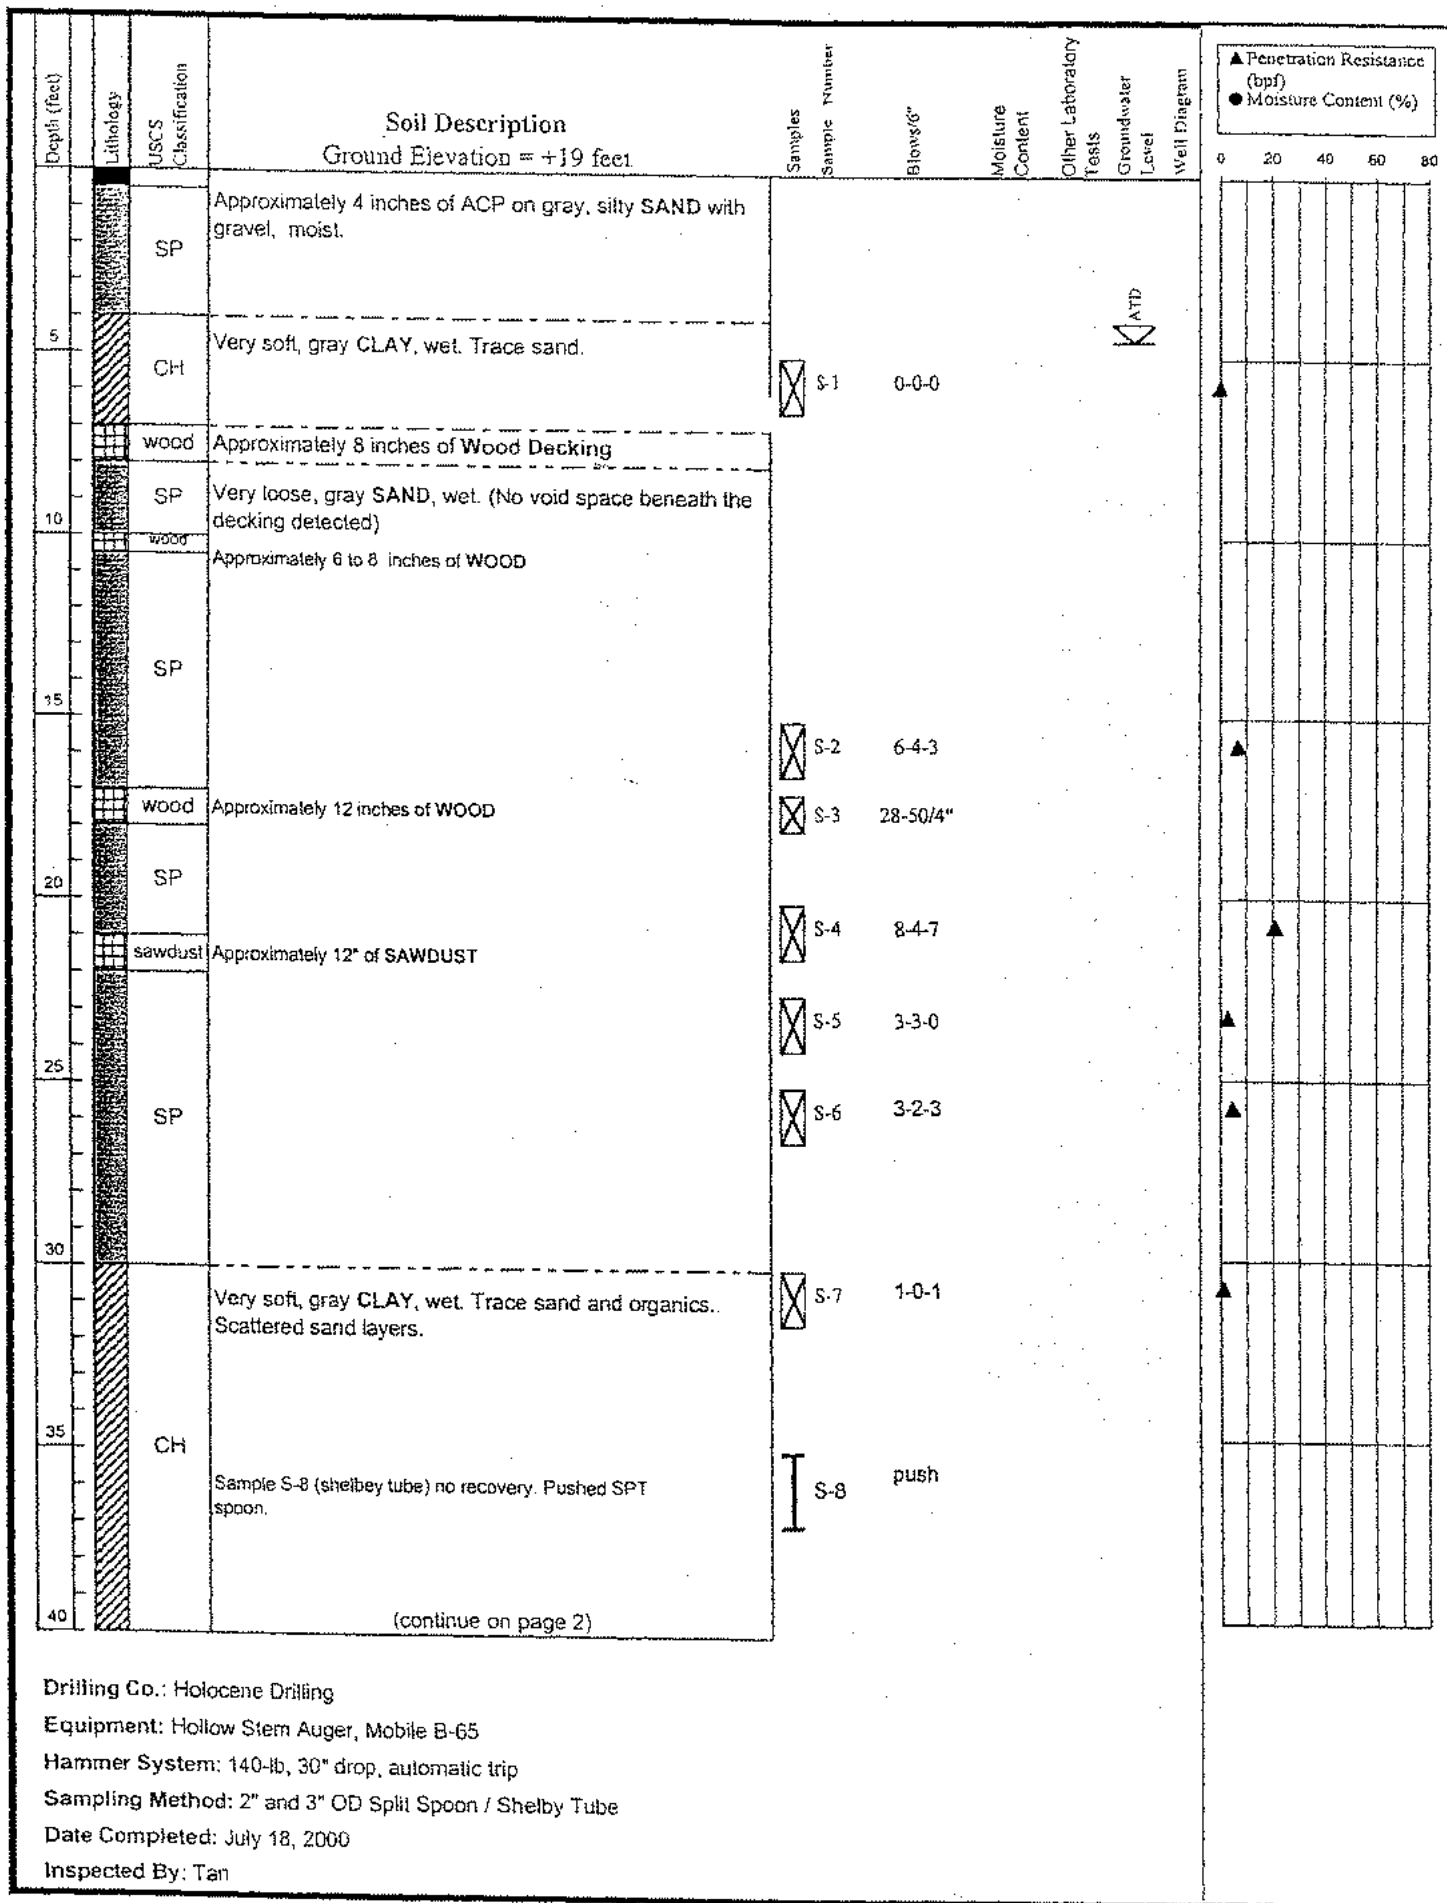 Depth (feet)
Lithology
USCS
Classification
Soil Description
Ground Elevation = +19 feet
Samples
Sample Number
Blows/6"
Moisture
Content
Other Laboratory
Tests
Groundwater
Level
Well Diagram
▲ Penetration Resistance
(bpf)
● Moisture Content (%)
0 20 40 60 80
SP
Approximately 4 inches of ACP on gray, silty SAND with
gravel, moist.
ATD
5
CH
Very soft, gray CLAY, wet. Trace sand.
S-1 0-0-0
wood Approximately 8 inches of Wood Decking
SP Very loose, gray SAND, wet. (No void space beneath the
decking detected)
10
wood
Approximately 6 to 8 inches of WOOD
SP
15
S-2 6-4-3
wood Approximately 12 inches of WOOD
S-3 28-50/4"
SP
20
S-4 8-4-7
sawdust Approximately 12" of SAWDUST
S-5 3-3-0
25
SP
S-6 3-2-3
30
Very soft, gray CLAY, wet. Trace sand and organics..
Scattered sand layers.
S-7 1-0-1
35
CH
Sample S-8 (shelbey tube) no recovery. Pushed SPT
spoon.
S-8 push
40
(continue on page 2)
Drilling Co.: Holocene Drilling
Equipment: Hollow Stem Auger, Mobile B-65
Hammer System: 140-lb, 30" drop, automatic trip
Sampling Method: 2" and 3" OD Split Spoon / Shelby Tube
Date Completed: July 18, 2000
Inspected By: Tan